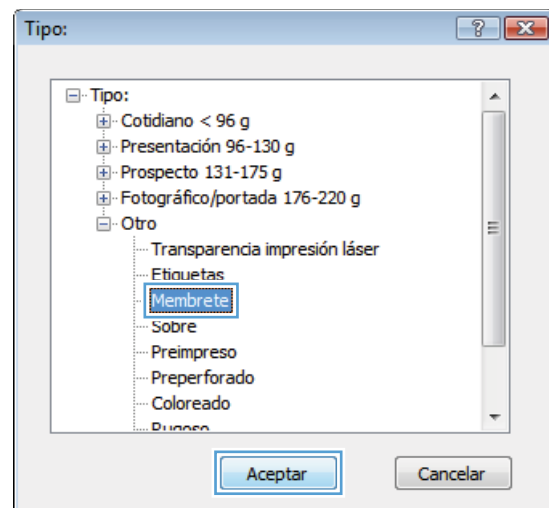 Tipo:
Tipo:
Cotidiano < 96 g
Presentación 96-130 g
Prospecto 131-175 g
Fotográfico/portada 176-220 g
Otro
Transparencia impresión láser
Etiquetas
Membrete
Sobre
Preimpreso
Preperforado
Coloreado
Rugoso
Aceptar Cancelar